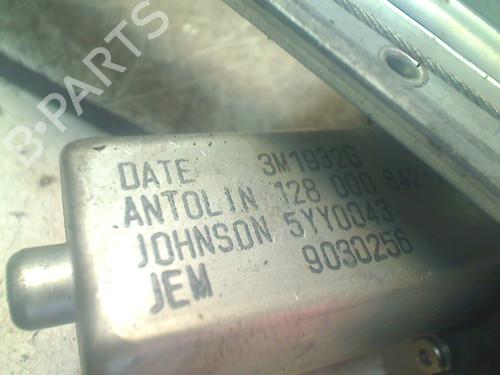 B-PARTS
DATE 3M1932G
ANTOLIN 128 000 842
JOHNSON 5YY0043
JEM 9030256